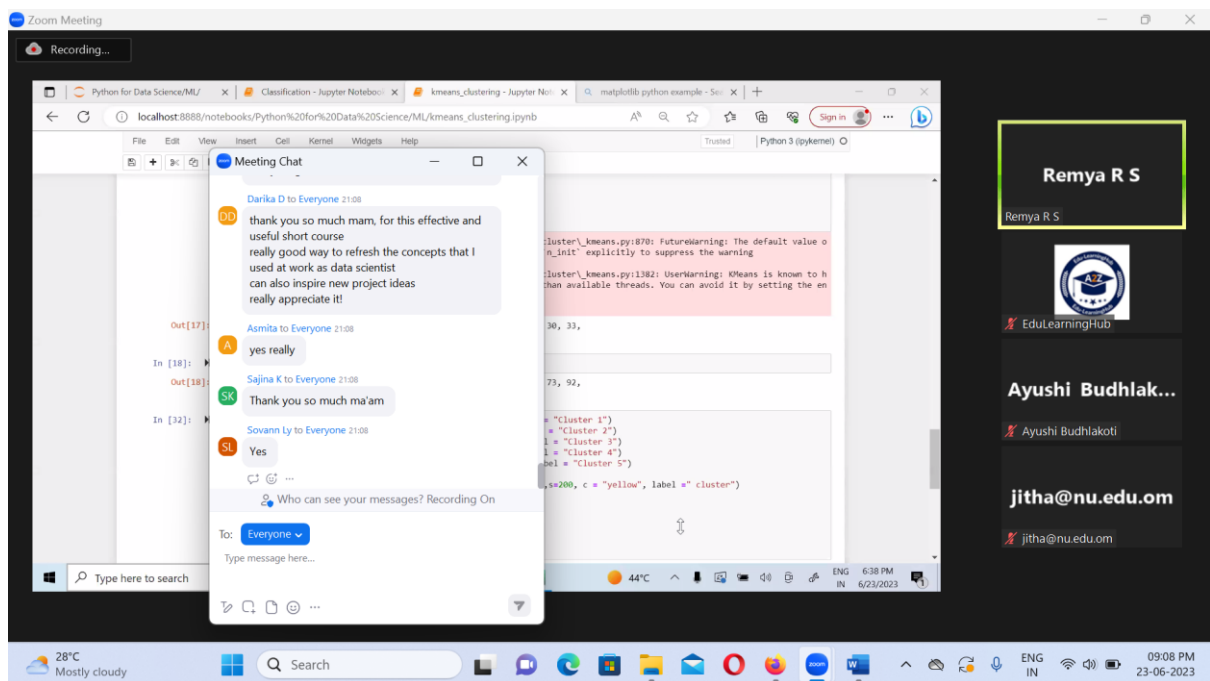 Zoom Meeting
Recording...
Python for Data Science/ML/
Classification - Jupyter Notebool
kmeans_clustering - Jupyter Not
matplotlib python example - Sea
localhost:8888/notebooks/Python%20for%20Data%20Science/ML/kmeans_clustering.ipynb
Sign in
File Edit View Insert Cell Kernel Widgets Help
Trusted
Python 3 (ipykernel)
Meeting Chat
Darika D to Everyone 21:08
DD
thank you so much mam, for this effective and
useful short course
really good way to refresh the concepts that I
used at work as data scientist
can also inspire new project ideas
really appreciate it!
Asmita to Everyone 21:08
A
yes really
Sajina K to Everyone 21:08
SK
Thank you so much ma'am
Sovann Ly to Everyone 21:08
SL
Yes
Who can see your messages? Recording On
To: Everyone
Type message here...
cluster\_kmeans.py:870: FutureWarning: The default value o
n_init` explicitly to suppress the warning
cluster\_kmeans.py:1382: UserWarning: KMeans is known to h
than available threads. You can avoid it by setting the en
Out[17]: 30, 33,
In [18]:
Out[18]: 73, 92,
In [32]:
= "Cluster 1")
= "Cluster 2")
l = "Cluster 3")
l = "Cluster 4")
bel = "Cluster 5")
,s=200, c = "yellow", label =" cluster")
Type here to search
44°C
ENG
IN
6:38 PM
6/23/2023
Remya R S
Remya R S
A2Z
EduLearningHub
Ayushi Budhlak...
Ayushi Budhlakoti
jitha@nu.edu.om
jitha@nu.edu.om
28°C
Mostly cloudy
Search
zoom
ENG
IN
09:08 PM
23-06-2023